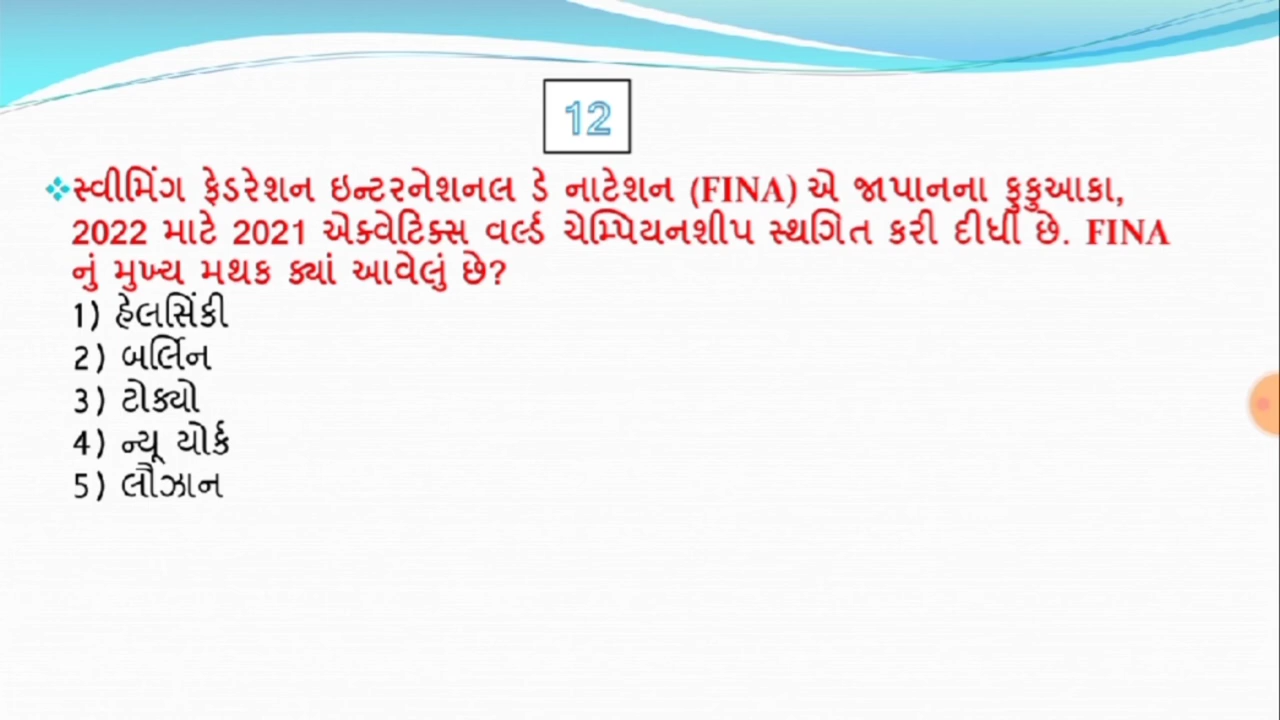 12
સ્વીમિંગ ફેડરેશન ઇન્ટરનેશનલ ડે નાટેશન (FINA) એ જાપાનના કુકુઆકા,
2022 માટે 2021 એક્વેટિક્સ વર્લ્ડ ચેમ્પિયનશીપ સ્થગિત કરી દીધી છે. FINA
નું મુખ્ય મથક ક્યાં આવેલું છે?
1) હેલસિંકી
2) બર્લિન
3) ટોક્યો
4) ન્યૂ યોર્ક
5) લૌઝાન